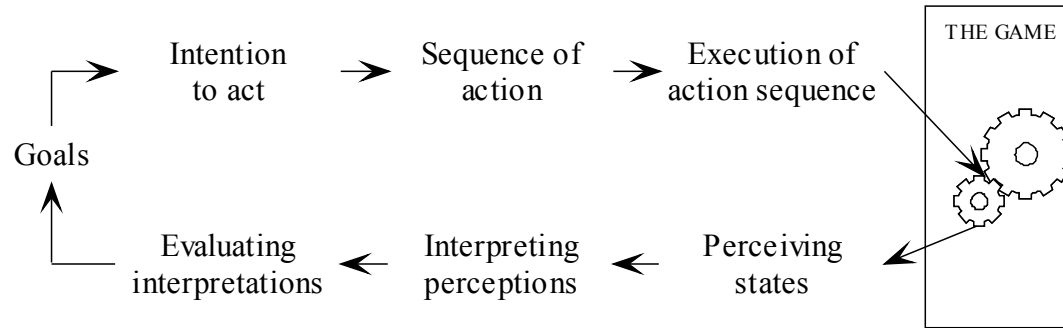 THE GAME
Intention
to act
Sequence of
action
Execution of
action sequence
Goals
Evaluating
interpretations
Interpreting
perceptions
Perceiving
states